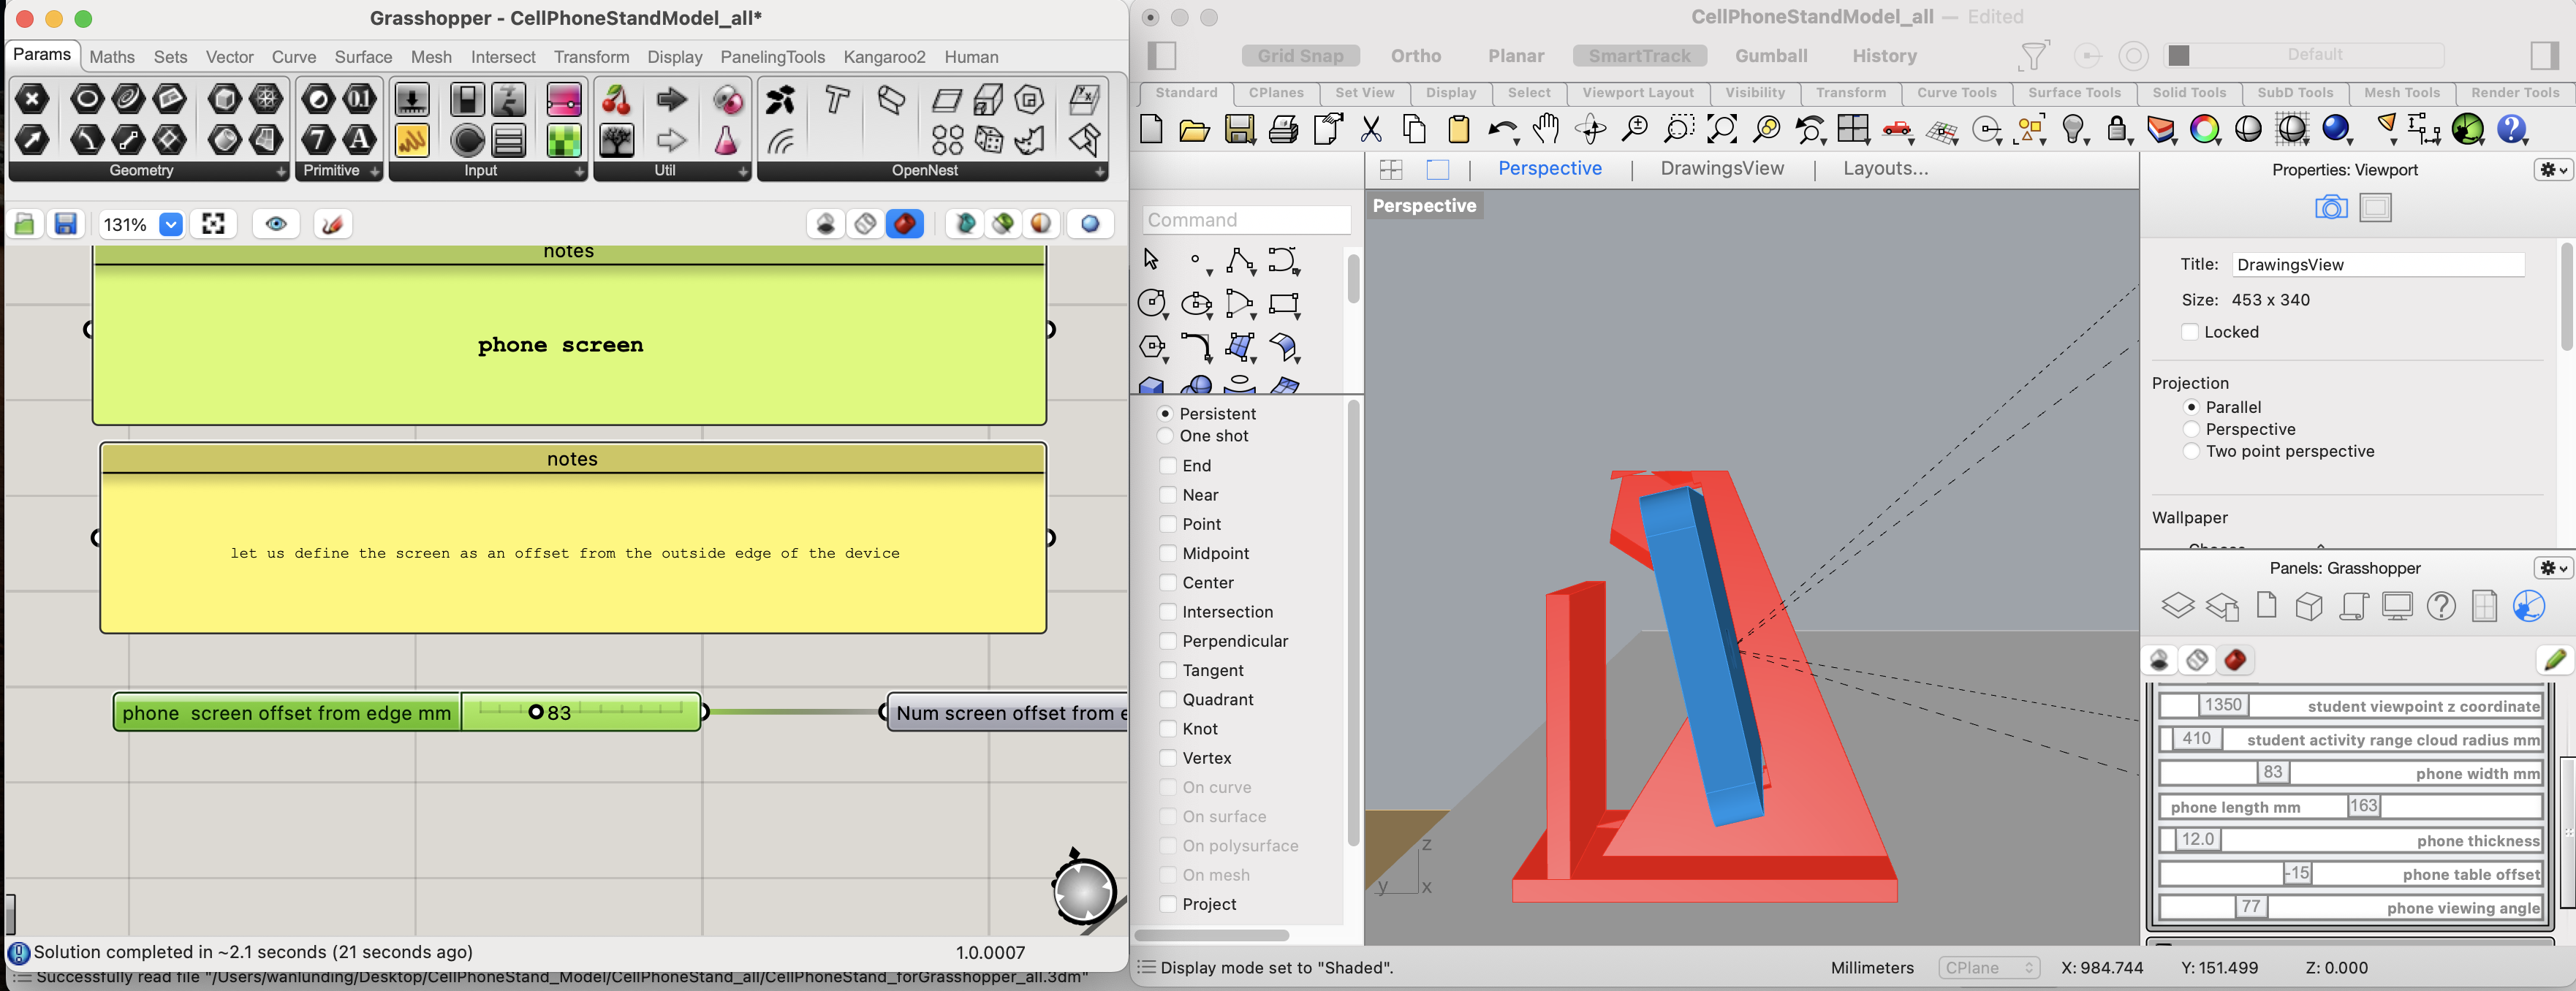 Grasshopper - CellPhoneStandModel_all*
Params Maths Sets Vector Curve Surface Mesh Intersect Transform Display PanelingTools Kangaroo2 Human
Geometry Primitive Input Util OpenNest
131%
notes
phone screen
notes
let us define the screen as an offset from the outside edge of the device
phone screen offset from edge mm 83
Num screen offset from e
Solution completed in ~2.1 seconds (21 seconds ago) 1.0.0007
Successfully read file "/Users/wanlunding/Desktop/CellPhoneStand_Model/CellPhoneStand_all/CellPhoneStand_forGrasshopper_all.3dm"
CellPhoneStandModel_all — Edited
Grid Snap Ortho Planar SmartTrack Gumball History Default
Standard CPlanes Set View Display Select Viewport Layout Visibility Transform Curve Tools Surface Tools Solid Tools SubD Tools Mesh Tools Render Tools
Perspective DrawingsView Layouts...
Command
Perspective
Persistent
One shot
End
Near
Point
Midpoint
Center
Intersection
Perpendicular
Tangent
Quadrant
Knot
Vertex
On curve
On surface
On polysurface
On mesh
Project
z
y x
Properties: Viewport
Title: DrawingsView
Size: 453 x 340
Locked
Projection
Parallel
Perspective
Two point perspective
Wallpaper
Panels: Grasshopper
1350 student viewpoint z coordinate
410 student activity range cloud radius mm
83 phone width mm
phone length mm 163
12.0 phone thickness
-15 phone table offset
77 phone viewing angle
Display mode set to "Shaded". Millimeters CPlane X: 984.744 Y: 151.499 Z: 0.000